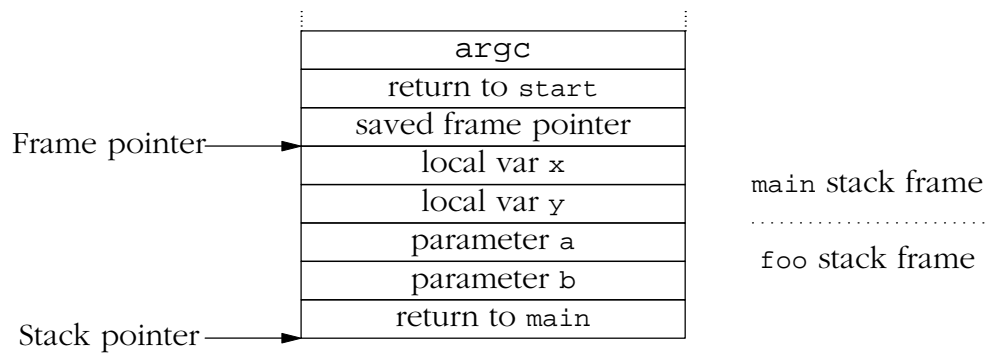 argc
return to start
saved frame pointer
Frame pointer
local var x
main stack frame
local var y
parameter a
foo stack frame
parameter b
return to main
Stack pointer